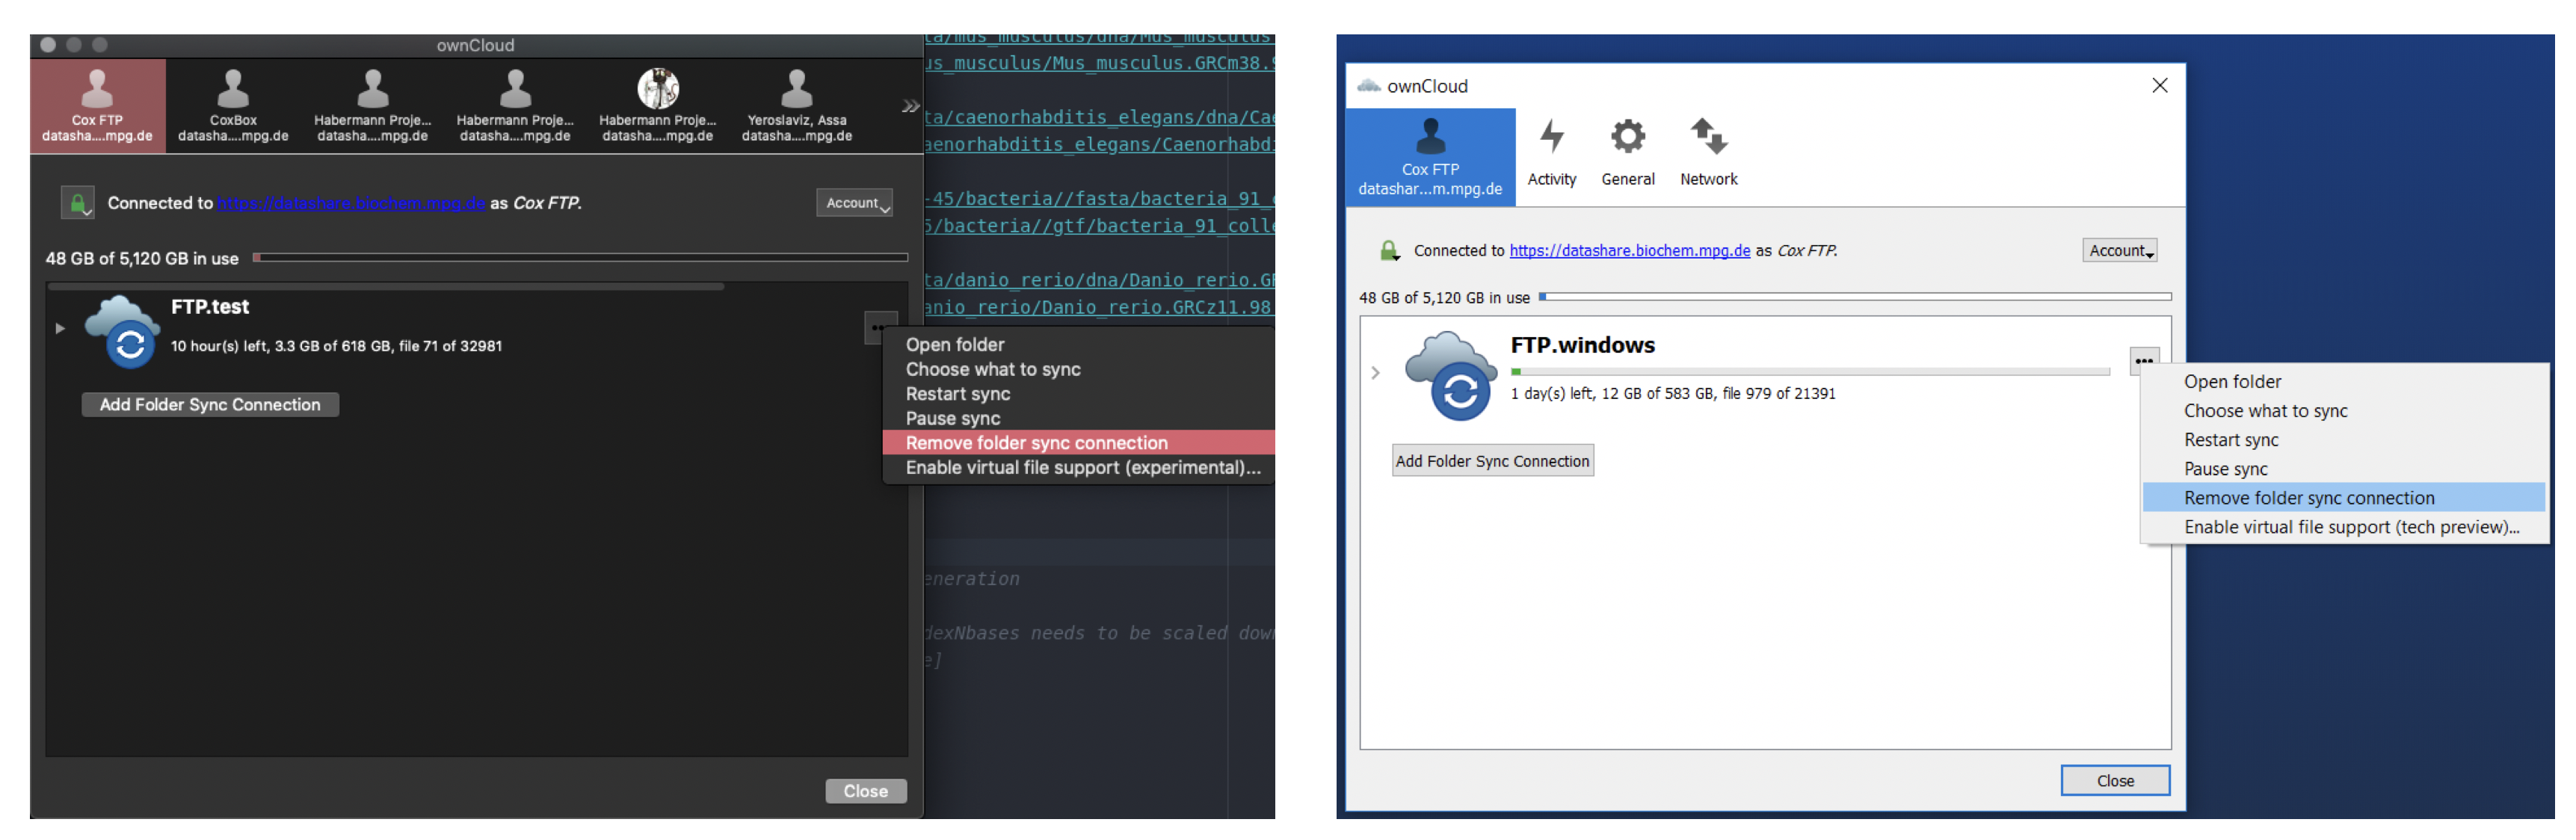 ownCloud
Cox FTP
datasha....mpg.de
CoxBox
datasha....mpg.de
Habermann Proje...
datasha....mpg.de
Habermann Proje...
datasha....mpg.de
Habermann Proje...
datasha....mpg.de
Yeroslaviz, Assa
datasha....mpg.de
Connected to https://datashare.biochem.mpg.de as Cox FTP.
Account
48 GB of 5,120 GB in use
FTP.test
10 hour(s) left, 3.3 GB of 618 GB, file 71 of 32981
Add Folder Sync Connection
Open folder
Choose what to sync
Restart sync
Pause sync
Remove folder sync connection
Enable virtual file support (experimental)...
Close
ta/mus_musculus/dna/Mus_musculus
us_musculus/Mus_musculus.GRCm38.9
ta/caenorhabditis_elegans/dna/Cae
aenorhabditis_elegans/Caenorhabd
-45/bacteria//fasta/bacteria_91_
5/bacteria//gtf/bacteria_91_colle
ta/danio_rerio/dna/Danio_rerio.GR
anio_rerio/Danio_rerio.GRCz11.98
eneration
dexNbases needs to be scaled down
e]
ownCloud
Cox FTP
datashar...m.mpg.de
Activity
General
Network
Connected to https://datashare.biochem.mpg.de as Cox FTP.
Account
48 GB of 5,120 GB in use
FTP.windows
1 day(s) left, 12 GB of 583 GB, file 979 of 21391
Add Folder Sync Connection
Open folder
Choose what to sync
Restart sync
Pause sync
Remove folder sync connection
Enable virtual file support (tech preview)...
Close